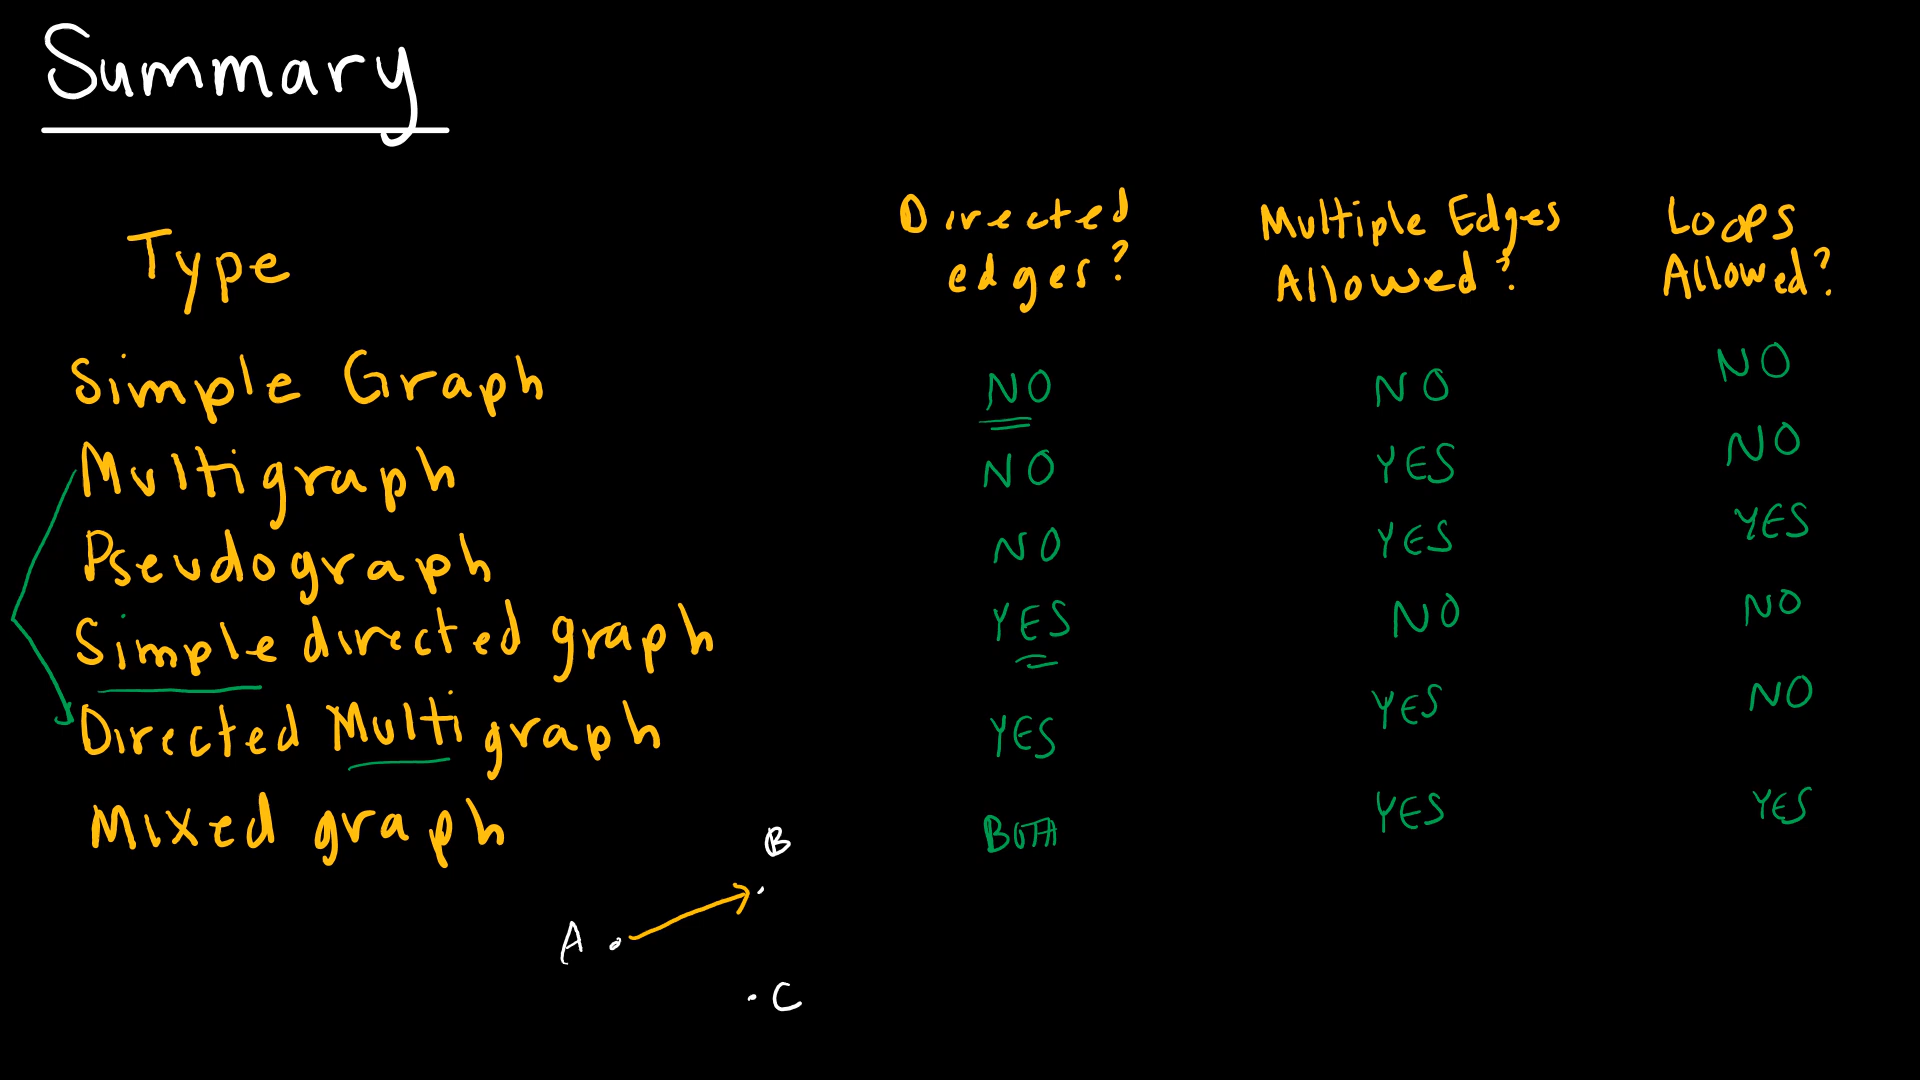 Summary
Type
Directed edges?
Multiple Edges Allowed?
Loops Allowed?
Simple Graph NO NO NO
Multigraph NO YES NO
Pseudograph NO YES YES
Simple directed graph YES NO NO
Directed Multigraph YES YES NO
Mixed graph BOTH YES YES
B
A
C